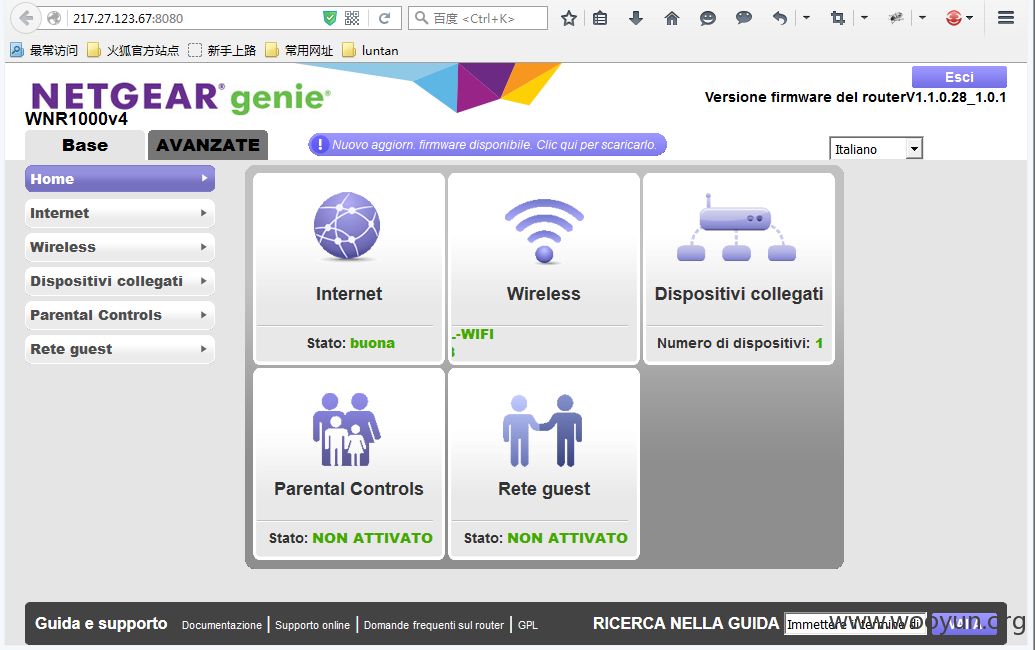 217.27.123.67:8080
百度 <Ctrl+K>
最常访问 火狐官方站点 新手上路 常用网址 luntan
NETGEAR® genie®
Esci
Versione firmware del routerV1.1.0.28_1.0.1
WNR1000v4
Base AVANZATE
! Nuovo aggiorn. firmware disponibile. Clic qui per scaricarlo.
Italiano
Home
Internet
Wireless
Dispositivi collegati
Parental Controls
Rete guest
Internet
Stato: buona
Wireless
-WIFI
Dispositivi collegati
Numero di dispositivi: 1
Parental Controls
Stato: NON ATTIVATO
Rete guest
Stato: NON ATTIVATO
Guida e supporto Documentazione | Supporto online | Domande frequenti sul router | GPL
RICERCA NELLA GUIDA Immettere il termine di
www.wooyun.org